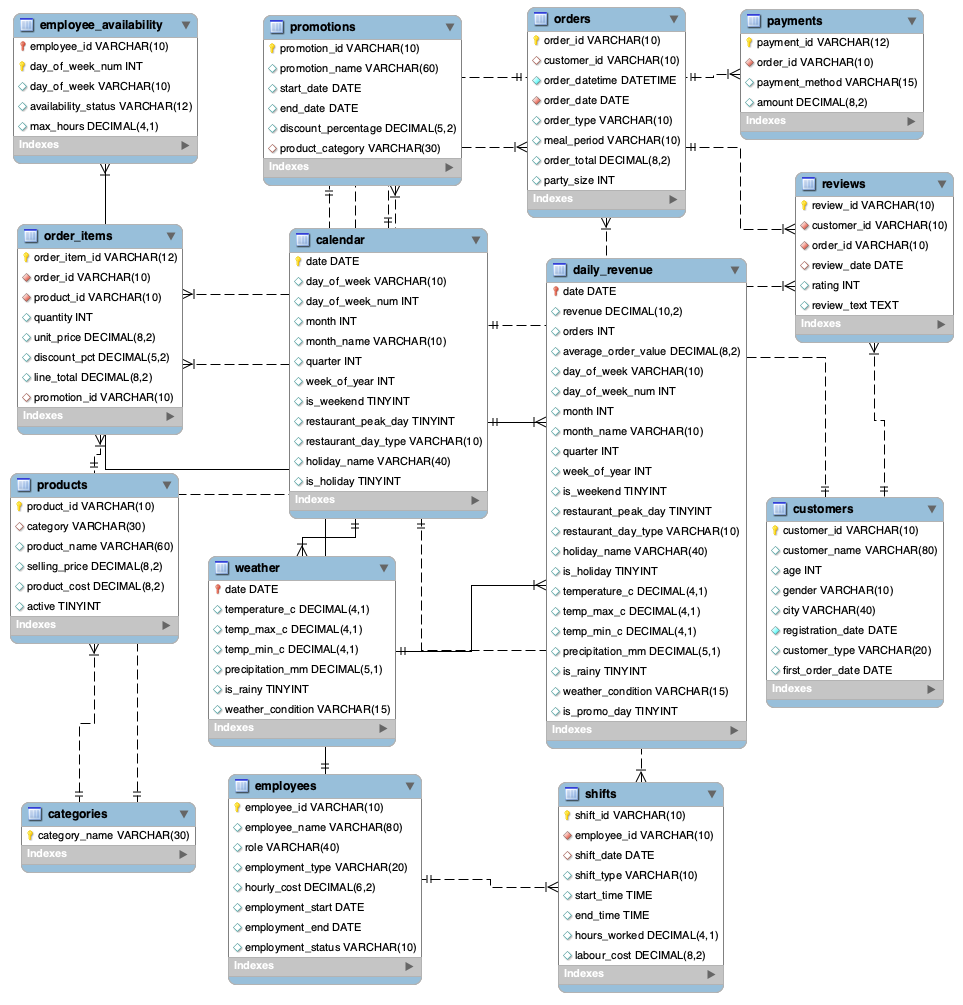 employee_availability
employee_id VARCHAR(10)
day_of_week_num INT
day_of_week VARCHAR(10)
availability_status VARCHAR(12)
max_hours DECIMAL(4,1)
Indexes
promotions
promotion_id VARCHAR(10)
promotion_name VARCHAR(60)
start_date DATE
end_date DATE
discount_percentage DECIMAL(5,2)
product_category VARCHAR(30)
Indexes
orders
order_id VARCHAR(10)
customer_id VARCHAR(10)
order_datetime DATETIME
order_date DATE
order_type VARCHAR(10)
meal_period VARCHAR(10)
order_total DECIMAL(8,2)
party_size INT
Indexes
payments
payment_id VARCHAR(12)
order_id VARCHAR(10)
payment_method VARCHAR(15)
amount DECIMAL(8,2)
Indexes
reviews
review_id VARCHAR(10)
customer_id VARCHAR(10)
order_id VARCHAR(10)
review_date DATE
rating INT
review_text TEXT
Indexes
order_items
order_item_id VARCHAR(12)
order_id VARCHAR(10)
product_id VARCHAR(10)
quantity INT
unit_price DECIMAL(8,2)
discount_pct DECIMAL(5,2)
line_total DECIMAL(8,2)
promotion_id VARCHAR(10)
Indexes
calendar
date DATE
day_of_week VARCHAR(10)
day_of_week_num INT
month INT
month_name VARCHAR(10)
quarter INT
week_of_year INT
is_weekend TINYINT
restaurant_peak_day TINYINT
restaurant_day_type VARCHAR(10)
holiday_name VARCHAR(40)
is_holiday TINYINT
Indexes
daily_revenue
date DATE
revenue DECIMAL(10,2)
orders INT
average_order_value DECIMAL(8,2)
day_of_week VARCHAR(10)
day_of_week_num INT
month INT
month_name VARCHAR(10)
quarter INT
week_of_year INT
is_weekend TINYINT
restaurant_peak_day TINYINT
restaurant_day_type VARCHAR(10)
holiday_name VARCHAR(40)
is_holiday TINYINT
temperature_c DECIMAL(4,1)
temp_max_c DECIMAL(4,1)
temp_min_c DECIMAL(4,1)
precipitation_mm DECIMAL(5,1)
is_rainy TINYINT
weather_condition VARCHAR(15)
is_promo_day TINYINT
Indexes
products
product_id VARCHAR(10)
category VARCHAR(30)
product_name VARCHAR(60)
selling_price DECIMAL(8,2)
product_cost DECIMAL(8,2)
active TINYINT
Indexes
customers
customer_id VARCHAR(10)
customer_name VARCHAR(80)
age INT
gender VARCHAR(10)
city VARCHAR(40)
registration_date DATE
customer_type VARCHAR(20)
first_order_date DATE
Indexes
weather
date DATE
temperature_c DECIMAL(4,1)
temp_max_c DECIMAL(4,1)
temp_min_c DECIMAL(4,1)
precipitation_mm DECIMAL(5,1)
is_rainy TINYINT
weather_condition VARCHAR(15)
Indexes
categories
category_name VARCHAR(30)
Indexes
employees
employee_id VARCHAR(10)
employee_name VARCHAR(80)
role VARCHAR(40)
employment_type VARCHAR(20)
hourly_cost DECIMAL(6,2)
employment_start DATE
employment_end DATE
employment_status VARCHAR(10)
Indexes
shifts
shift_id VARCHAR(10)
employee_id VARCHAR(10)
shift_date DATE
shift_type VARCHAR(10)
start_time TIME
end_time TIME
hours_worked DECIMAL(4,1)
labour_cost DECIMAL(8,2)
Indexes